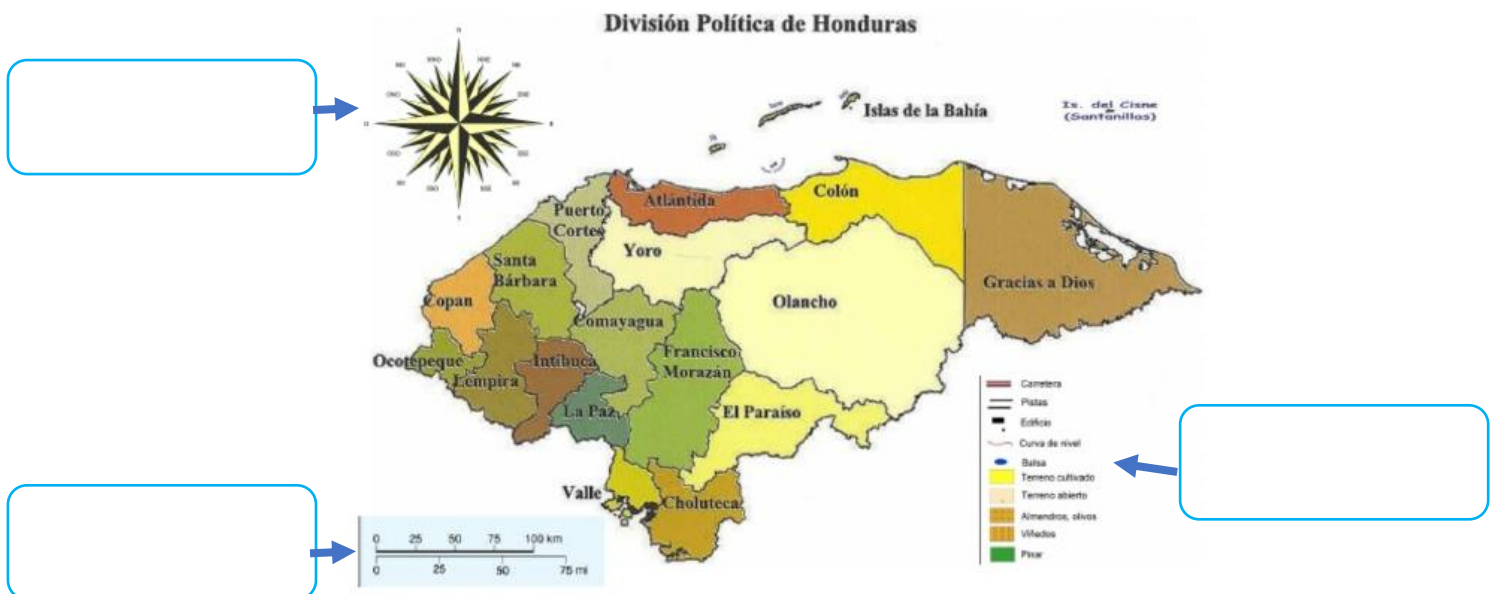 División Política de Honduras
Islas de la Bahía
Is. del Cisne
(Santanillas)
Atlántida
Colón
Puerto
Cortes
Yoro
Santa
Bárbara
Olancho
Gracias a Dios
Copan
Comayagua
Francisco
Morazán
Ocotepeque
Intibuca
Lempira
La Paz
El Paraíso
Valle
Choluteca
Carretera
Pistas
Edificio
Curva de nivel
Balsa
Terreno cultivado
Terreno abierto
Almendros, olivos
Viñedos
Pinar
0 25 50 75 100 km
0 25 50 75 mi